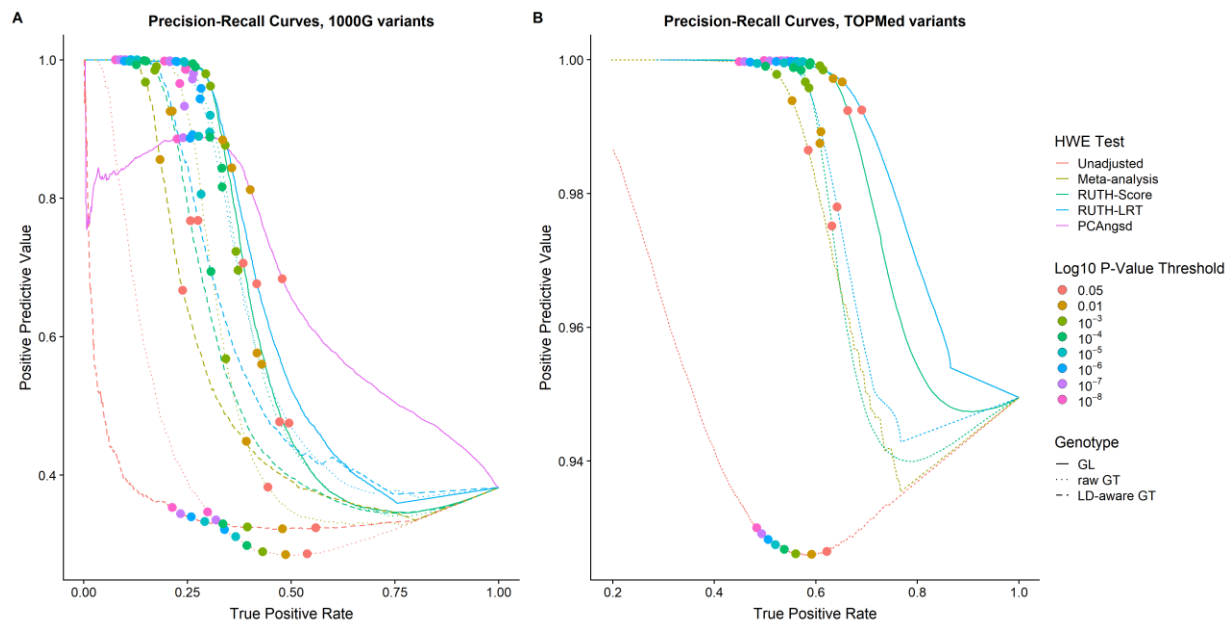 A
Precision-Recall Curves, 1000G variants
Positive Predictive Value
1.0
0.8
0.6
0.4
0.00
0.25
0.50
0.75
1.00
True Positive Rate
B
Precision-Recall Curves, TOPMed variants
Positive Predictive Value
1.00
0.98
0.96
0.94
0.2
0.4
0.6
0.8
1.0
True Positive Rate
HWE Test
Unadjusted
Meta-analysis
RUTH-Score
RUTH-LRT
PCAngsd
Log10 P-Value Threshold
0.05
0.01
10⁻³
10⁻⁴
10⁻⁵
10⁻⁶
10⁻⁷
10⁻⁸
Genotype
GL
raw GT
LD-aware GT